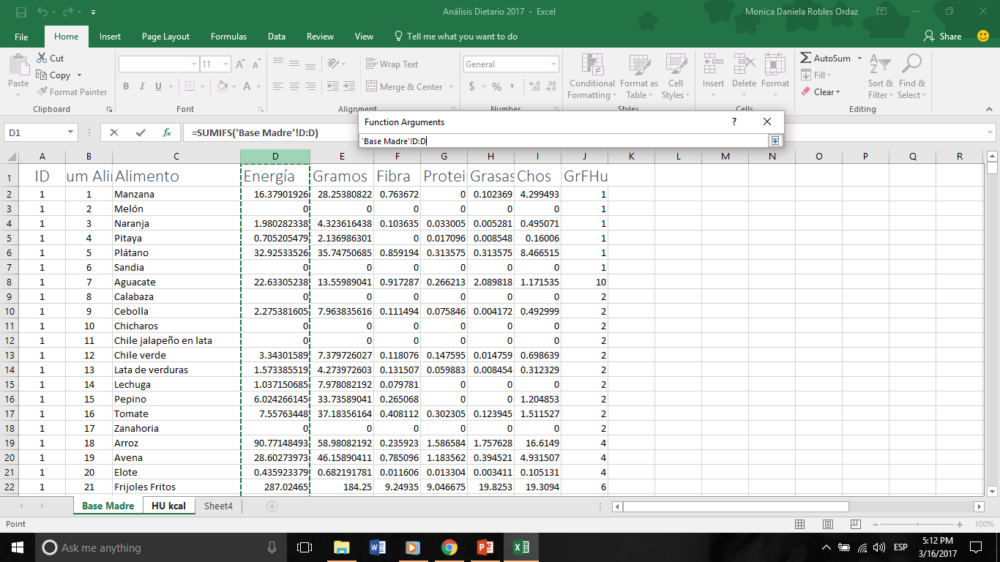 Análisis Dietario 2017 - Excel
Monica Daniela Robles Ordaz
File Home Insert Page Layout Formulas Data Review View Tell me what you want to do Share
Paste
Cut
Copy
Format Painter
Clipboard
11
B I U
Font
Wrap Text
Merge & Center
Alignment
General
$ % ,
Number
Conditional Formatting
Format as Table
Cell Styles
Styles
Insert Delete Format
Cells
AutoSum
Fill
Clear
Sort & Filter
Find & Select
Editing
Function Arguments ?
'Base Madre'!D:D
D1 fx =SUMIFS('Base Madre'!D:D)
A B C D E F G H I J K L M N O P Q R
1 ID um Ali Alimento Energía Gramos Fibra Protei Grasas Chos GrFHu
2 1 1 Manzana 16.37901926 28.25380822 0.763672 0 0.102369 4.299493 1
3 1 2 Melón 0 0 0 0 0 0 1
4 1 3 Naranja 1.980282338 4.323616438 0.103635 0.033005 0.005281 0.495071 1
5 1 4 Pitaya 0.705205479 2.136986301 0 0.017096 0.008548 0.16006 1
6 1 5 Plátano 32.92533526 35.74750685 0.859194 0.313575 0.313575 8.466515 1
7 1 6 Sandia 0 0 0 0 0 0 1
8 1 7 Aguacate 22.63305238 13.55989041 0.917287 0.266213 2.089818 1.171535 10
9 1 8 Calabaza 0 0 0 0 0 0 2
10 1 9 Cebolla 2.275381605 7.963835616 0.111494 0.075846 0.004172 0.492999 2
11 1 10 Chicharos 0 0 0 0 0 0 2
12 1 11 Chile jalapeño en lata 0 0 0 0 0 0 2
13 1 12 Chile verde 3.34301589 7.379726027 0.118076 0.147595 0.014759 0.698639 2
14 1 13 Lata de verduras 1.573385519 4.273972603 0.131507 0.059883 0.008454 0.312329 2
15 1 14 Lechuga 1.037150685 7.978082192 0.079781 0 0 0 2
16 1 15 Pepino 6.024266145 33.73589041 0.265068 0 0 1.204853 2
17 1 16 Tomate 7.55763448 37.18356164 0.408112 0.302305 0.123945 1.511527 2
18 1 17 Zanahoria 0 0 0 0 0 0 2
19 1 18 Arroz 90.77148493 58.98082192 0.235923 1.586584 1.757628 16.6149 4
20 1 19 Avena 28.60273973 46.15890411 0.785096 1.183562 0.394521 4.931507 4
21 1 20 Elote 0.435923379 0.682191781 0.011606 0.013304 0.003411 0.105131 4
22 1 21 Frijoles Fritos 287.02465 184.25 9.24935 9.046675 19.8253 19.3094 6
Base Madre HU kcal Sheet4
Point 100%
Ask me anything
ESP
5:12 PM
3/16/2017